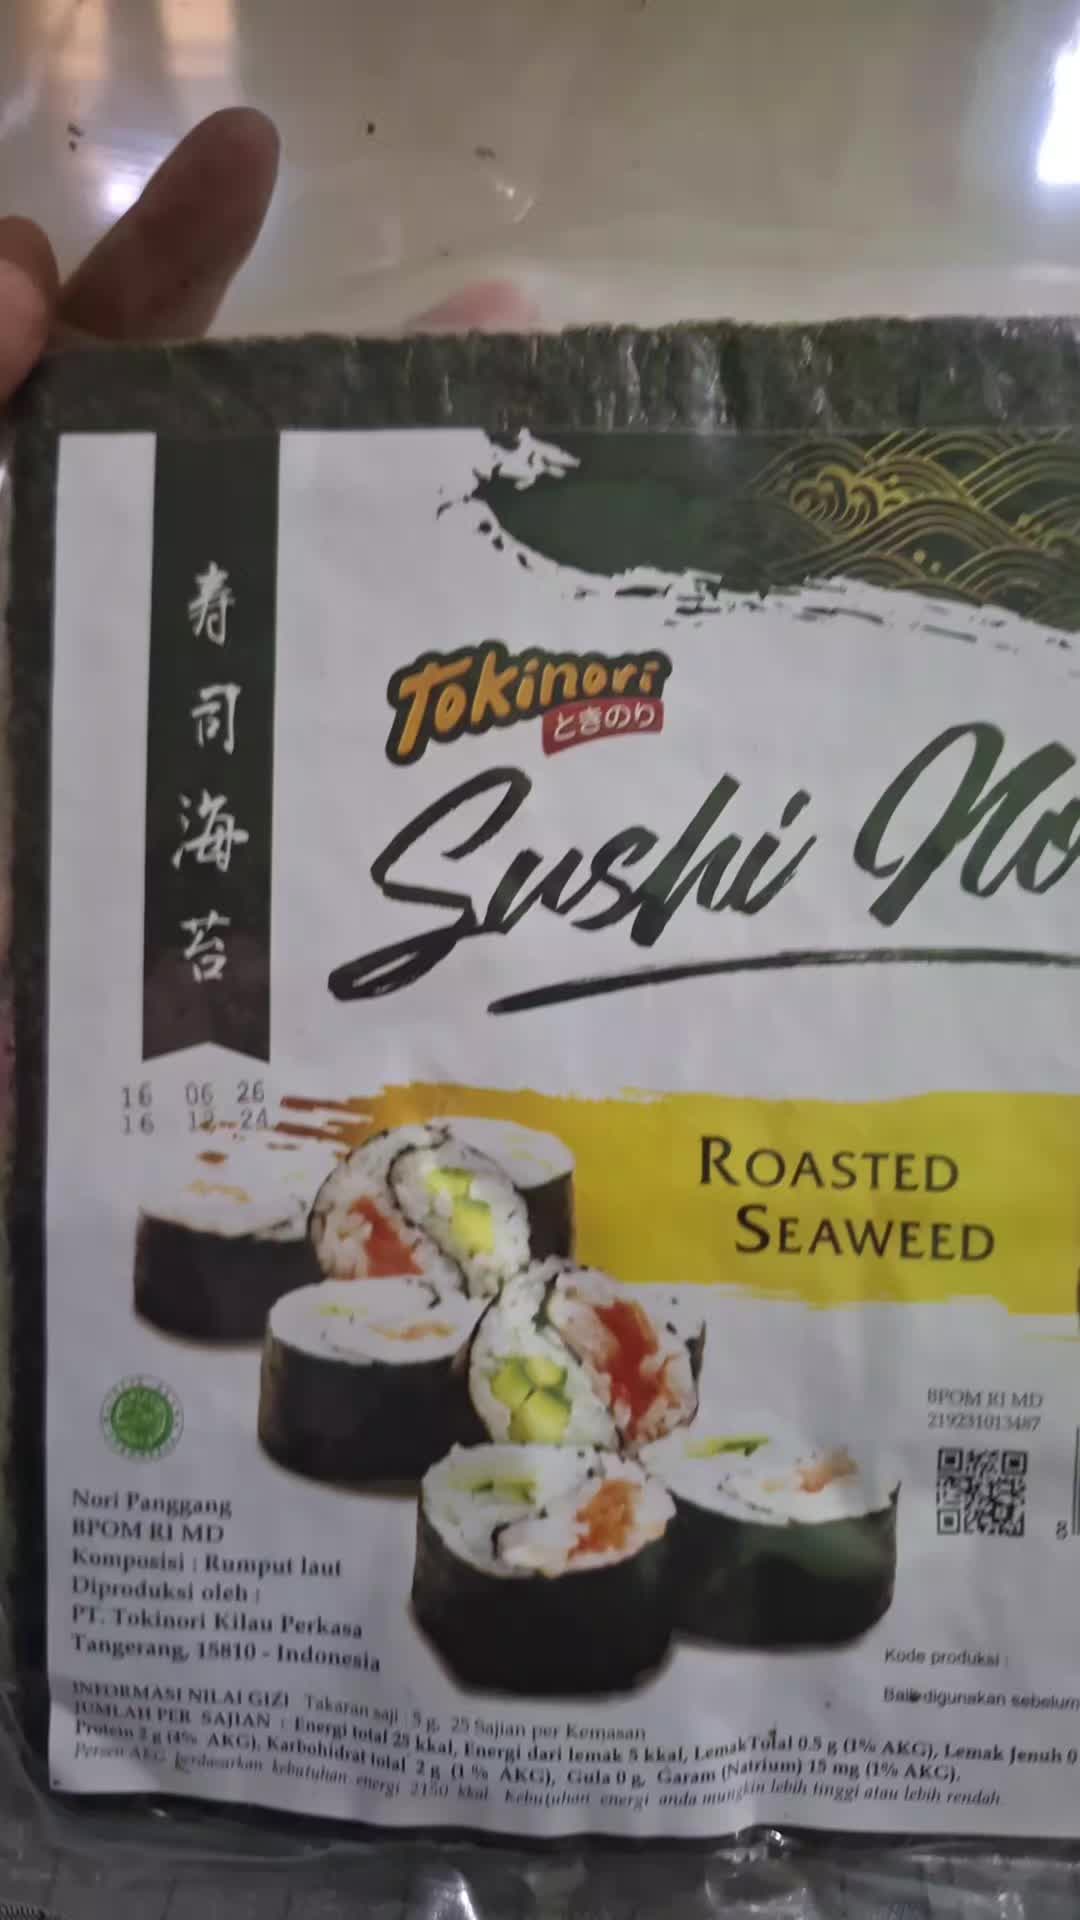 寿司海苔
Tokinori
ときのり
Sushi No
16 06 26
16 12 24
ROASTED
SEAWEED
BPOM RI MD
219231013487
Nori Panggang
BPOM RI MD
Komposisi : Rumput laut
Diproduksi oleh :
PT. Tokinori Kilau Perkasa
Tangerang, 15810 - Indonesia
Kode produksi :
Baik digunakan sebelum
INFORMASI NILAI GIZI Takaran saji : 5 g, 25 Sajian per Kemasan
JUMLAH PER SAJIAN : Energi total 25 kkal, Energi dari lemak 5 kkal, Lemak Total 0.5 g (1% AKG), Lemak Jenuh 0
Protein 2 g (4% AKG), Karbohidrat total 2 g (1 % AKG), Gula 0 g, Garam (Natrium) 15 mg (1% AKG).
Persen AKG berdasarkan kebutuhan energi 2150 kkal. Kebutuhan energi anda mungkin lebih tinggi atau lebih rendah.